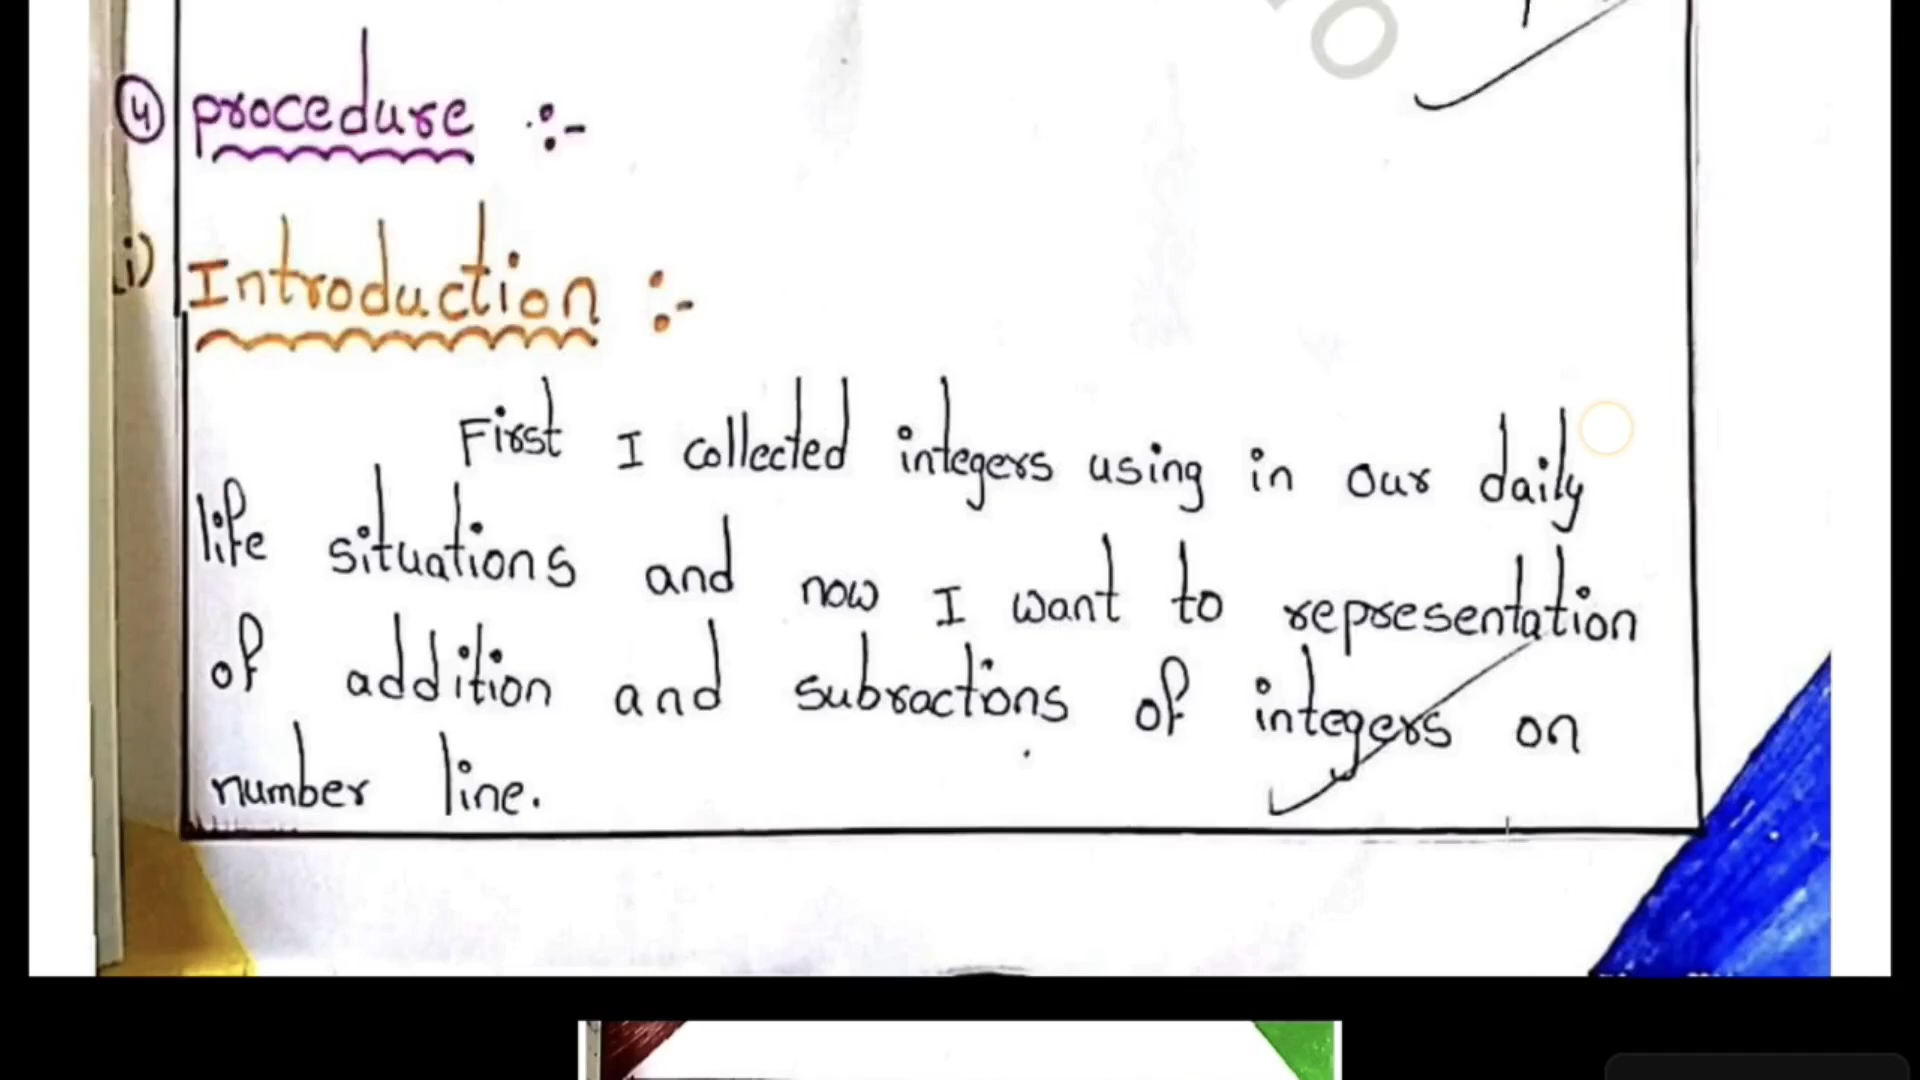 ④ procedure :-
i) Introduction :-
First I collected integers using in our daily
life situations and now I want to representation
of addition and subractions of integers on
number line.